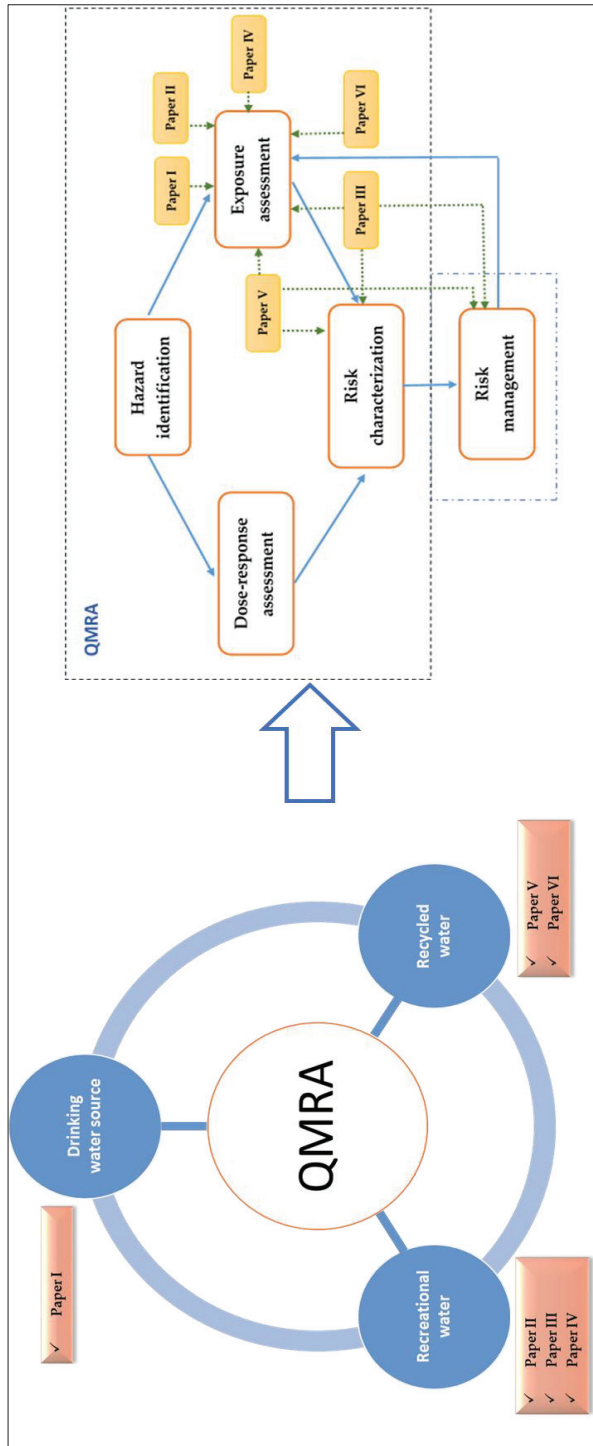 ✓ Paper I
Drinking
water source
QMRA
Recreational
water
✓ Paper II
✓ Paper III
✓ Paper IV
Recycled
water
✓ Paper V
✓ Paper VI
QMRA
Hazard
identification
Dose-response
assessment
Exposure
assessment
Risk
characterization
Risk
management
Paper I
Paper II
Paper IV
Paper V
Paper III
Paper VI